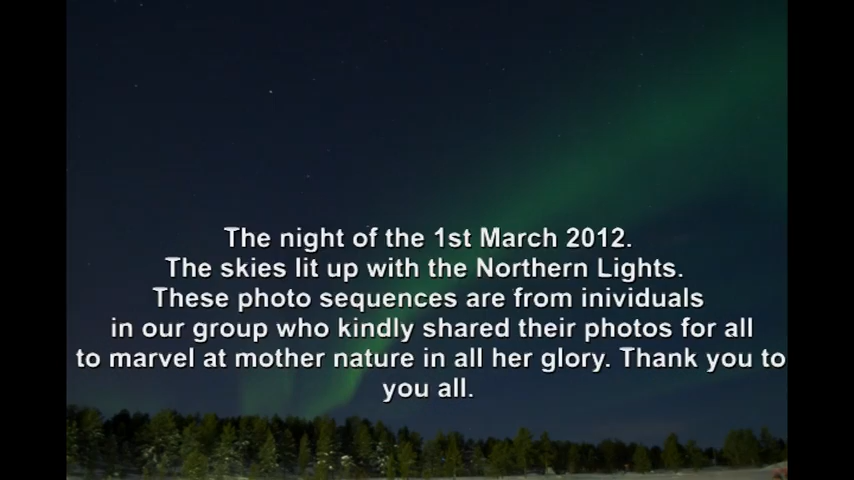 The night of the 1st March 2012.
The skies lit up with the Northern Lights.
These photo sequences are from inividuals
in our group who kindly shared their photos for all
to marvel at mother nature in all her glory. Thank you to
you all.